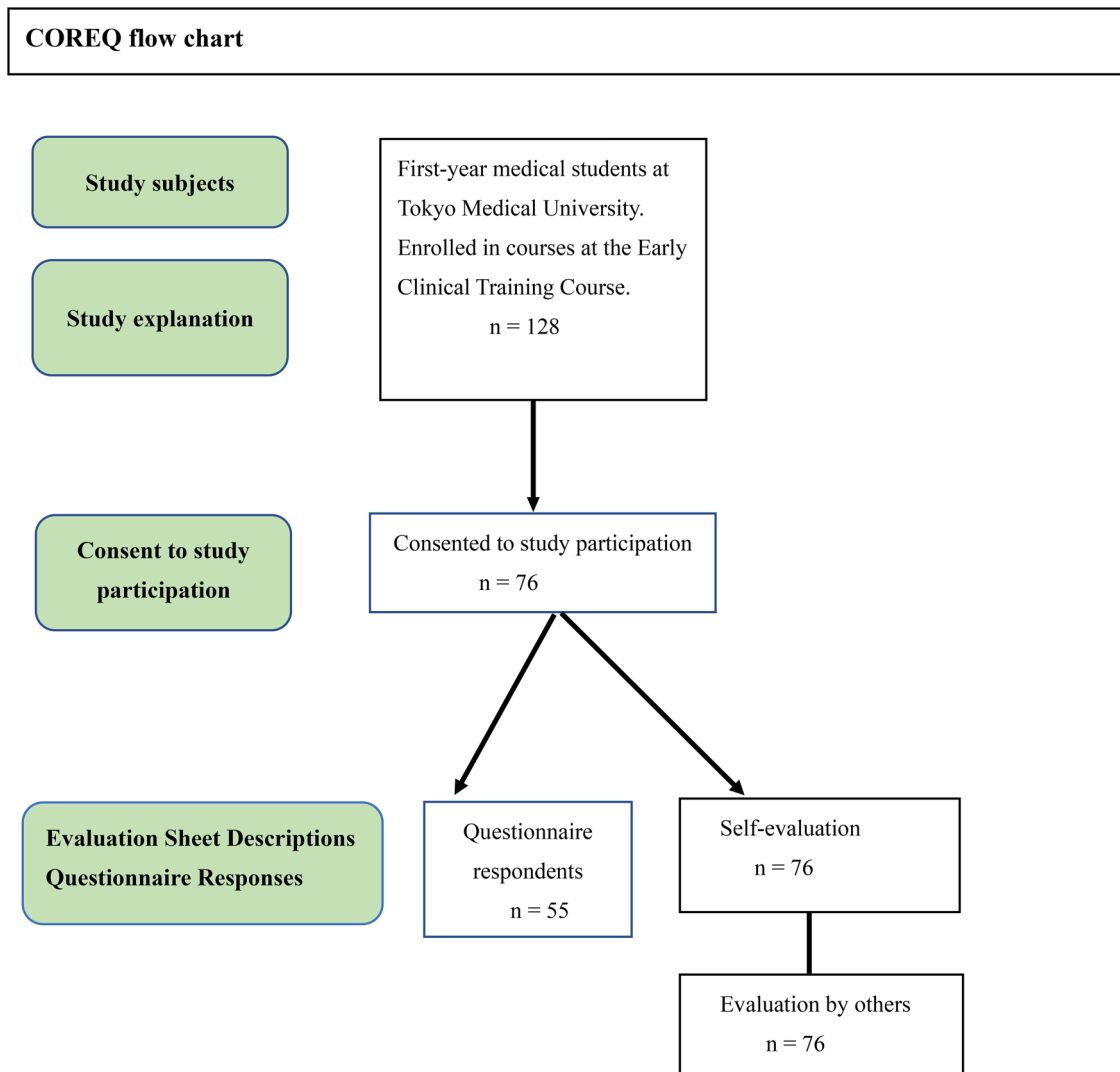 COREQ flow chart
Study subjects
First-year medical students at
Tokyo Medical University.
Enrolled in courses at the Early
Clinical Training Course.
n = 128
Study explanation
Consent to study
participation
Consented to study participation
n = 76
Evaluation Sheet Descriptions
Questionnaire Responses
Questionnaire
respondents
n = 55
Self-evaluation
n = 76
Evaluation by others
n = 76